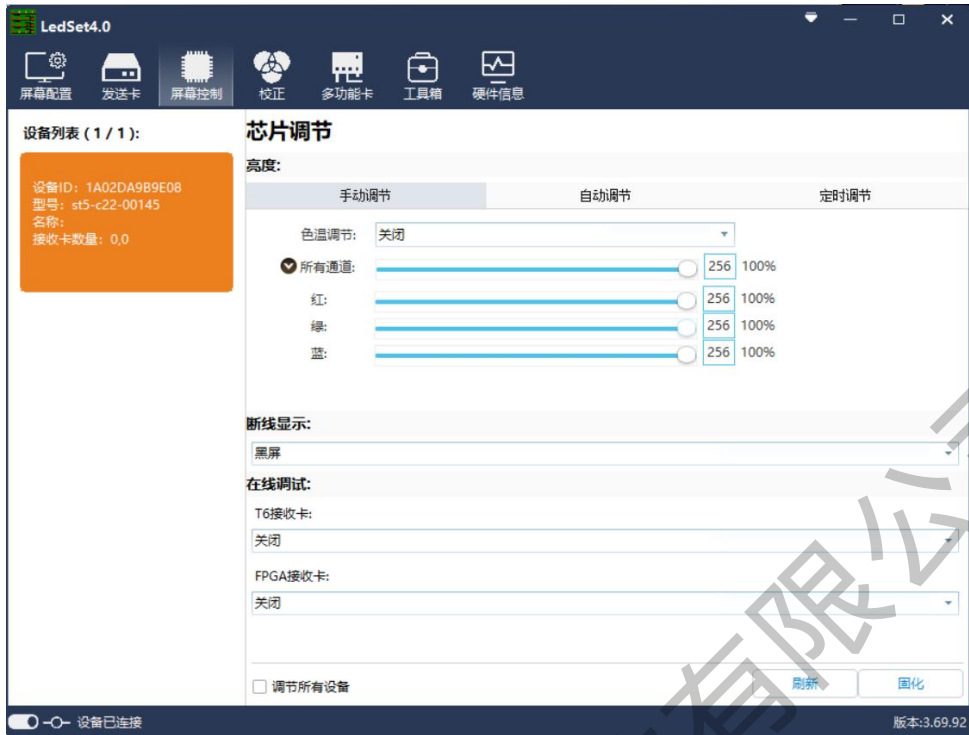 LedSet4.0
屏幕配置 发送卡 屏幕控制 校正 多功能卡 工具箱 硬件信息
设备列表 ( 1 / 1 ):
设备ID: 1A02DA9B9E08
型号: st5-c22-00145
名称:
接收卡数量: 0,0
芯片调节
亮度:
手动调节 自动调节 定时调节
色温调节: 关闭
所有通道: 256 100%
红: 256 100%
绿: 256 100%
蓝: 256 100%
断线显示:
黑屏
在线调试:
T6接收卡:
关闭
FPGA接收卡:
关闭
调节所有设备 刷新 固化
设备已连接 版本:3.69.92
有限公司